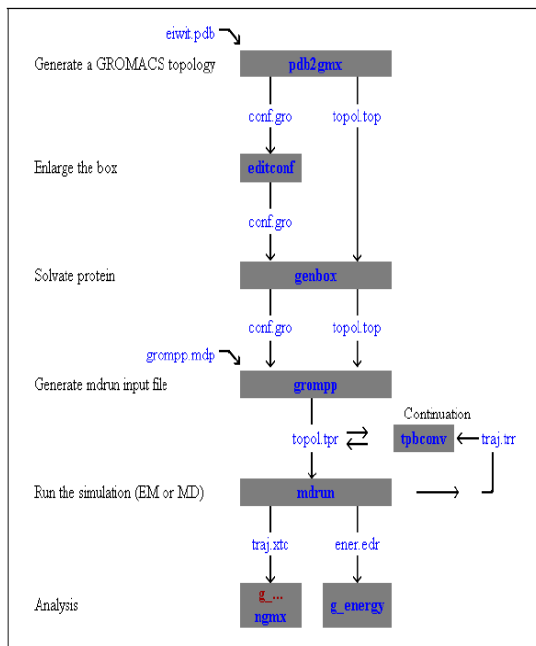 eiwit.pdb
Generate a GROMACS topology
pdb2gmx
conf.gro topol.top
Enlarge the box
editconf
conf.gro
Solvate protein
genbox
conf.gro topol.top
grompp.mdp
Generate mdrun input file
grompp
Continuation
topol.tpr
tpbconv
traj.trr
Run the simulation (EM or MD)
mdrun
traj.xtc ener.edr
Analysis
g_...
ngmx
g_energy